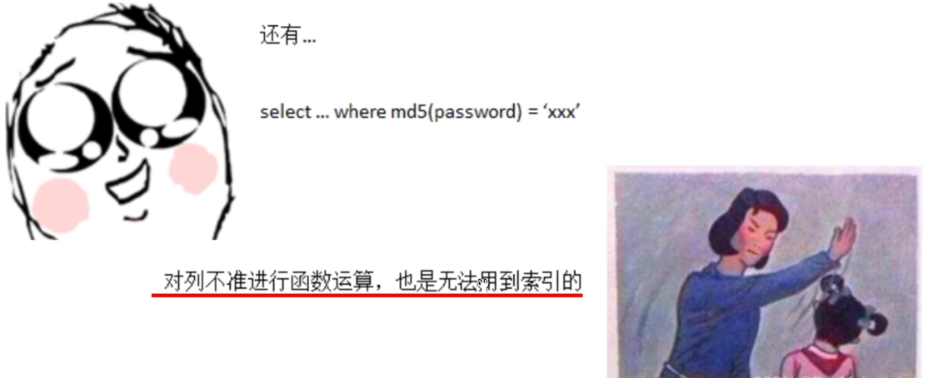 还有...
select ... where md5(password) = ‘xxx’
对列不准进行函数运算，也是无法用到索引的